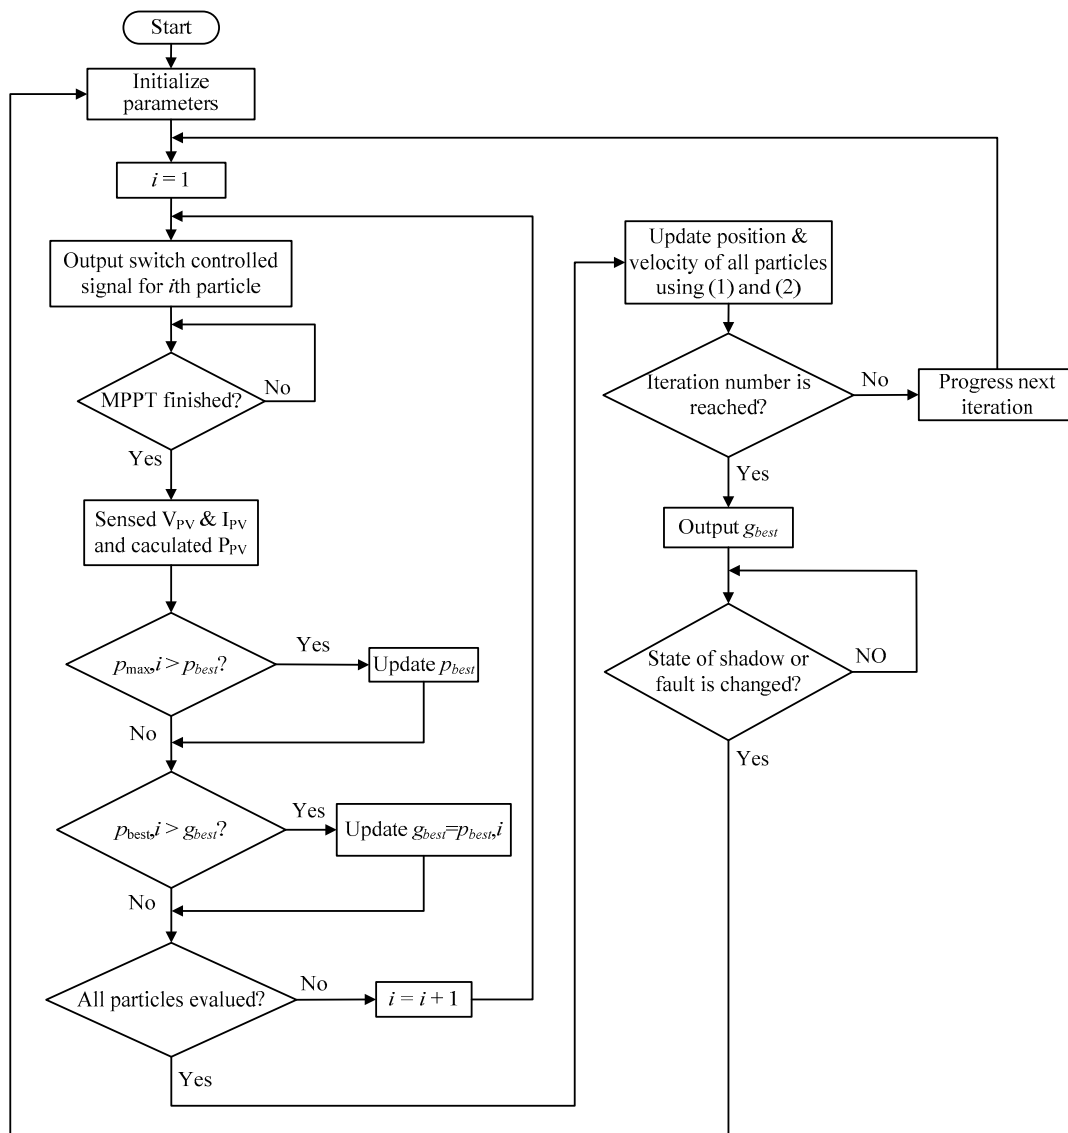 Start
Initialize
parameters
i = 1
Output switch controlled
signal for ith particle
MPPT finished?
No
Yes
Sensed VPV & IPV
and caculated PPV
pmax,i > pbest?
Yes
Update pbest
No
pbest,i > gbest?
Yes
Update gbest=pbest,i
No
All particles evalued?
No
i = i + 1
Yes
Update position &
velocity of all particles
using (1) and (2)
Iteration number is
reached?
No
Progress next
iteration
Yes
Output gbest
State of shadow or
fault is changed?
NO
Yes